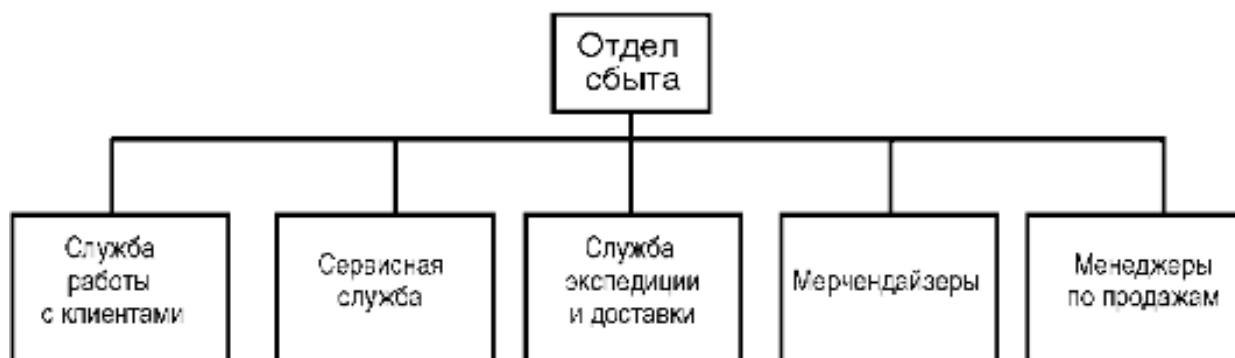 Отдел
сбыта
Служба
работы
с клиентами
Сервисная
служба
Служба
экспедиции
и доставки
Мерчендайзеры
Менеджеры
по продажам